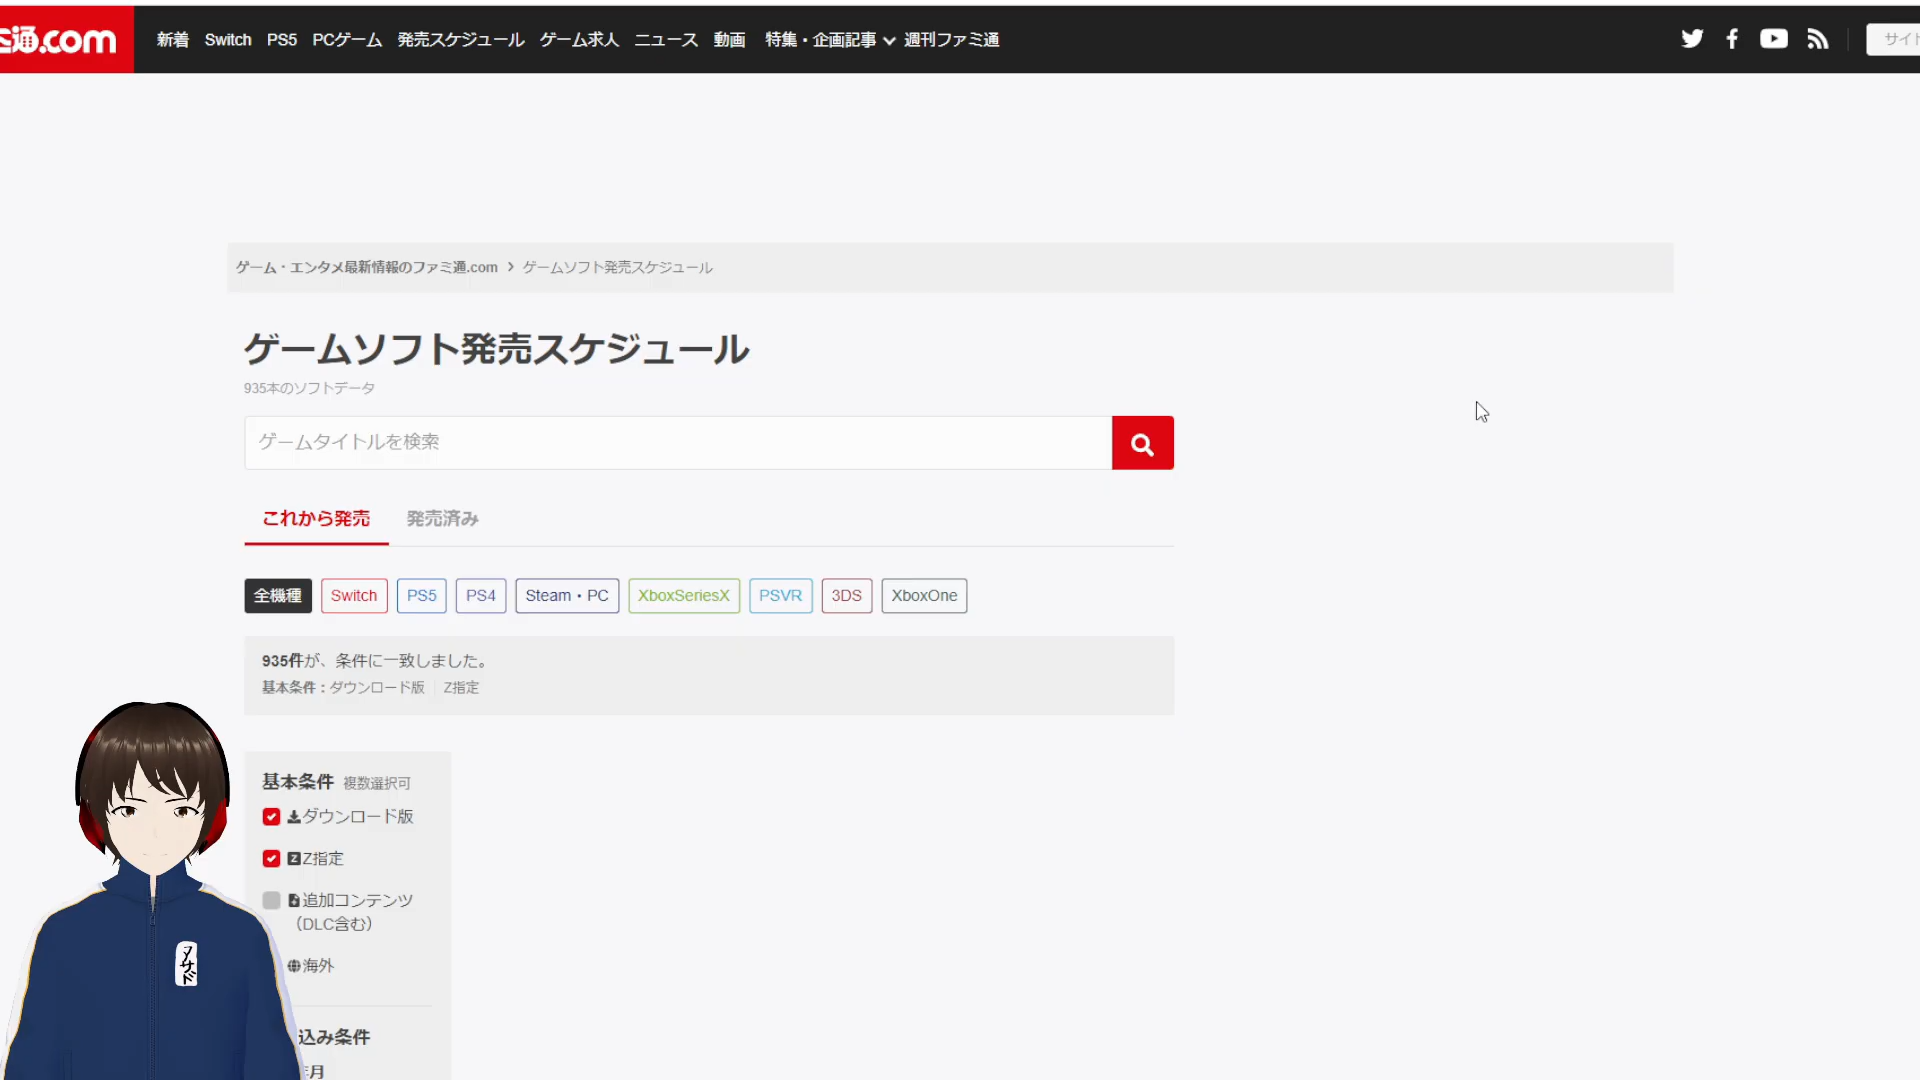 ミ通.com
新着 Switch PS5 PCゲーム 発売スケジュール ゲーム求人 ニュース 動画 特集・企画記事 週刊ファミ通
サイト
ゲーム・エンタメ最新情報のファミ通.com > ゲームソフト発売スケジュール
ゲームソフト発売スケジュール
935本のソフトデータ
ゲームタイトルを検索
これから発売 発売済み
全機種 Switch PS5 PS4 Steam・PC XboxSeriesX PSVR 3DS XboxOne
935件が、条件に一致しました。
基本条件：ダウンロード版 Z指定
基本条件 複数選択可
ダウンロード版
Z Z指定
追加コンテンツ
（DLC含む）
海外
込み条件
月
ヌサド